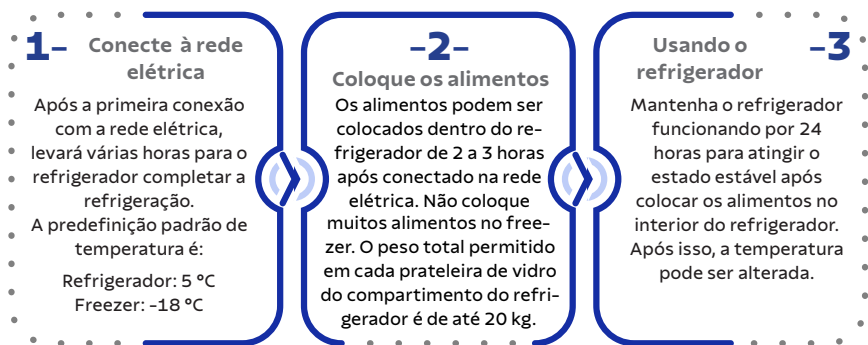 1– Conecte à rede
elétrica
Após a primeira conexão
com a rede elétrica,
levará várias horas para o
refrigerador completar a
refrigeração.
A predefinição padrão de
temperatura é:
Refrigerador: 5 °C
Freezer: -18 °C
–2–
Coloque os alimentos
Os alimentos podem ser
colocados dentro do re-
frigerador de 2 a 3 horas
após conectado na rede
elétrica. Não coloque
muitos alimentos no free-
zer. O peso total permitido
em cada prateleira de vidro
do compartimento do refri-
gerador é de até 20 kg.
Usando o –3
refrigerador
Mantenha o refrigerador
funcionando por 24
horas para atingir o
estado estável após
colocar os alimentos no
interior do refrigerador.
Após isso, a temperatura
pode ser alterada.